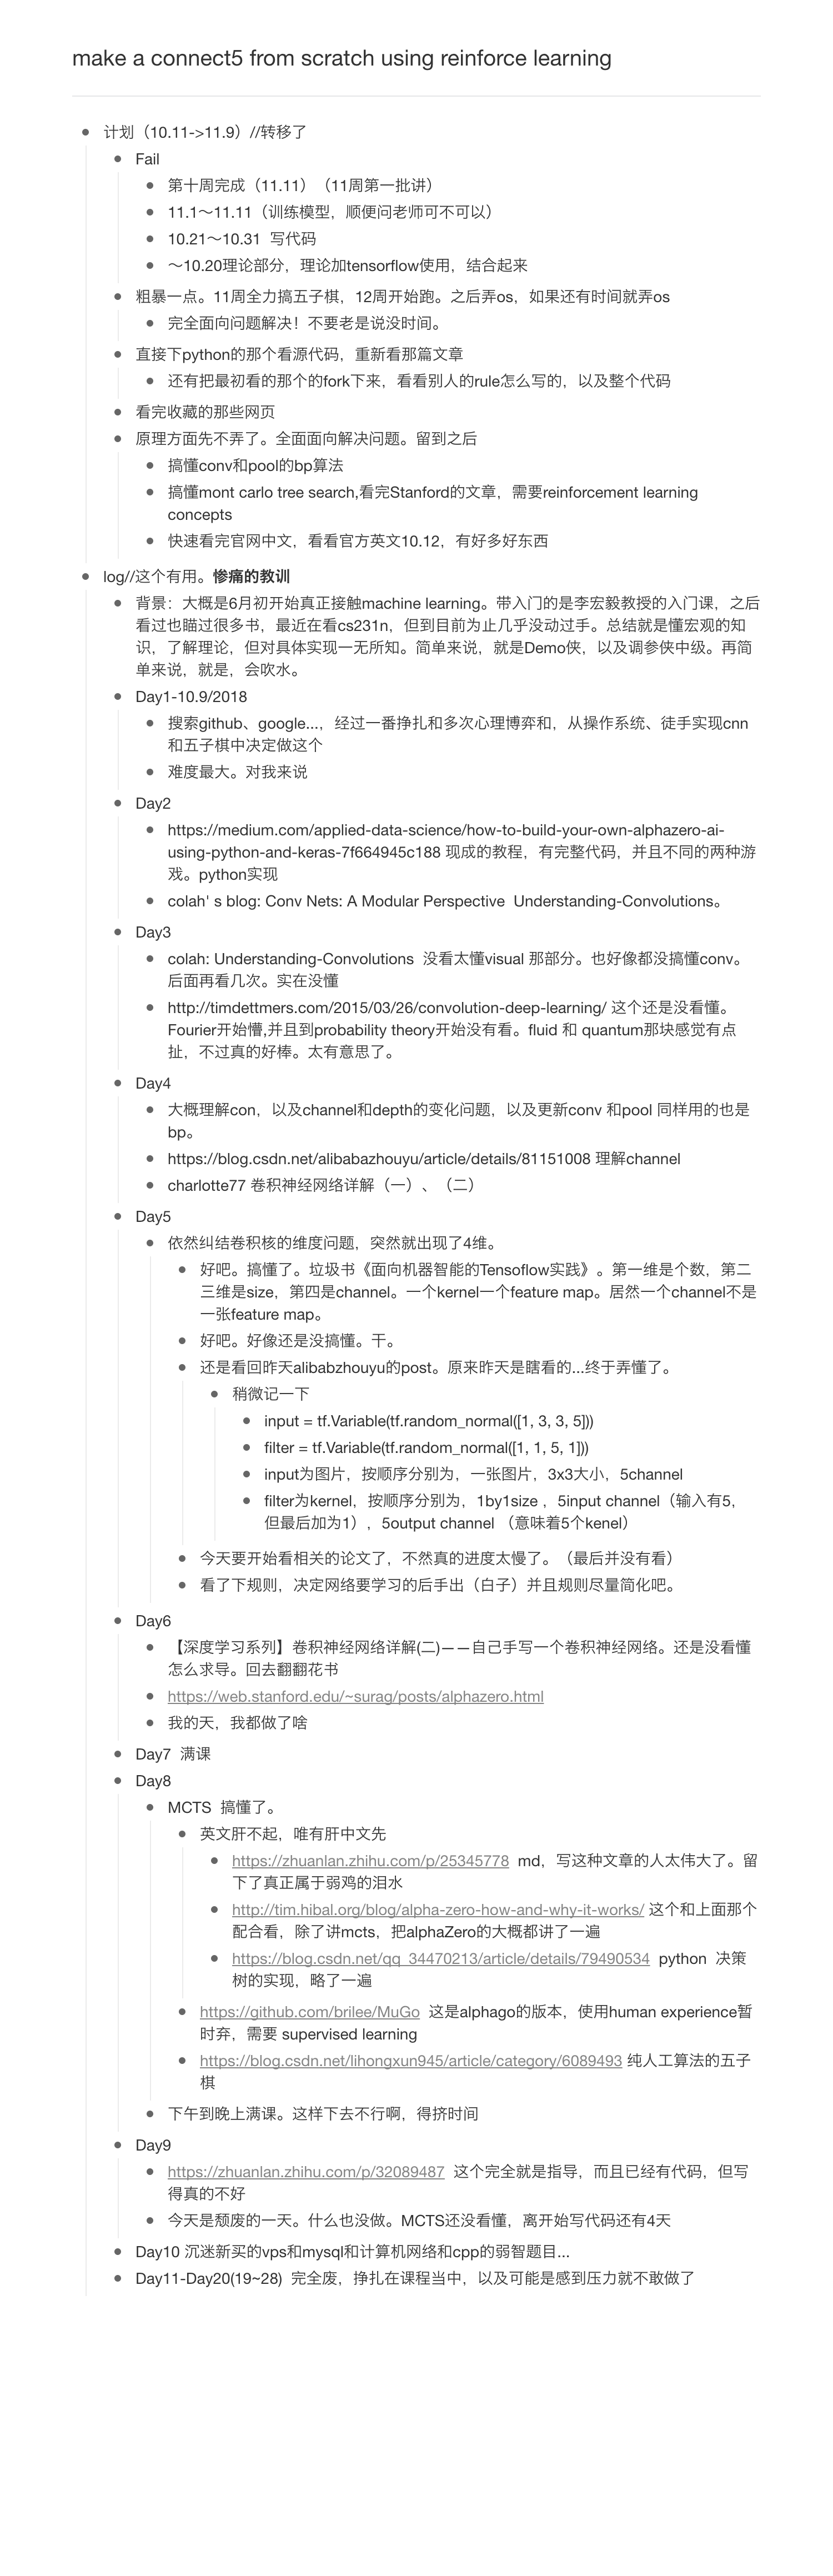 make a connect5 from scratch using reinforce learning
计划（10.11->11.9）//转移了
Fail
第十周完成（11.11）（11周第一批讲）
11.1～11.11（训练模型，顺便问老师可不可以）
10.21～10.31  写代码
～10.20理论部分，理论加tensorflow使用，结合起来
粗暴一点。11周全力搞五子棋，12周开始跑。之后弄os，如果还有时间就弄os
完全面向问题解决！不要老是说没时间。
直接下python的那个看源代码，重新看那篇文章
还有把最初看的那个的fork下来，看看别人的rule怎么写的，以及整个代码
看完收藏的那些网页
原理方面先不弄了。全面面向解决问题。留到之后
搞懂conv和pool的bp算法
搞懂mont carlo tree search,看完Stanford的文章，需要reinforcement learning
concepts
快速看完官网中文，看看官方英文10.12，有好多好东西
log//这个有用。惨痛的教训
背景：大概是6月初开始真正接触machine learning。带入门的是李宏毅教授的入门课，之后
看过也瞄过很多书，最近在看cs231n，但到目前为止几乎没动过手。总结就是懂宏观的知
识，了解理论，但对具体实现一无所知。简单来说，就是Demo侠，以及调参侠中级。再简
单来说，就是，会吹水。
Day1-10.9/2018
搜索github、google...，经过一番挣扎和多次心理博弈和，从操作系统、徒手实现cnn
和五子棋中决定做这个
难度最大。对我来说
Day2
https://medium.com/applied-data-science/how-to-build-your-own-alphazero-ai-
using-python-and-keras-7f664945c188 现成的教程，有完整代码，并且不同的两种游
戏。python实现
colah' s blog: Conv Nets: A Modular Perspective  Understanding-Convolutions。
Day3
colah: Understanding-Convolutions  没看太懂visual 那部分。也好像都没搞懂conv。
后面再看几次。实在没懂
http://timdettmers.com/2015/03/26/convolution-deep-learning/ 这个还是没看懂。
Fourier开始懵,并且到probability theory开始没有看。fluid 和 quantum那块感觉有点
扯，不过真的好棒。太有意思了。
Day4
大概理解con，以及channel和depth的变化问题，以及更新conv 和pool 同样用的也是
bp。
https://blog.csdn.net/alibabazhouyu/article/details/81151008 理解channel
charlotte77 卷积神经网络详解（一）、（二）
Day5
依然纠结卷积核的维度问题，突然就出现了4维。
好吧。搞懂了。垃圾书《面向机器智能的Tensoflow实践》。第一维是个数，第二
三维是size，第四是channel。一个kernel一个feature map。居然一个channel不是
一张feature map。
好吧。好像还是没搞懂。干。
还是看回昨天alibabzhouyu的post。原来昨天是瞎看的...终于弄懂了。
稍微记一下
input = tf.Variable(tf.random_normal([1, 3, 3, 5]))
filter = tf.Variable(tf.random_normal([1, 1, 5, 1]))
input为图片，按顺序分别为，一张图片，3x3大小，5channel
filter为kernel，按顺序分别为，1by1size ，5input channel（输入有5，
但最后加为1），5output channel （意味着5个kenel）
今天要开始看相关的论文了，不然真的进度太慢了。（最后并没有看）
看了下规则，决定网络要学习的后手出（白子）并且规则尽量简化吧。
Day6
【深度学习系列】卷积神经网络详解(二)——自己手写一个卷积神经网络。还是没看懂
怎么求导。回去翻翻花书
https://web.stanford.edu/~surag/posts/alphazero.html
我的天，我都做了啥
Day7  满课
Day8
MCTS  搞懂了。
英文肝不起，唯有肝中文先
https://zhuanlan.zhihu.com/p/25345778  md，写这种文章的人太伟大了。留
下了真正属于弱鸡的泪水
http://tim.hibal.org/blog/alpha-zero-how-and-why-it-works/ 这个和上面那个
配合看，除了讲mcts，把alphaZero的大概都讲了一遍
https://blog.csdn.net/qq_34470213/article/details/79490534  python  决策
树的实现，略了一遍
https://github.com/brilee/MuGo  这是alphago的版本，使用human experience暂
时弃，需要 supervised learning
https://blog.csdn.net/lihongxun945/article/category/6089493 纯人工算法的五子
棋
下午到晚上满课。这样下去不行啊，得挤时间
Day9
https://zhuanlan.zhihu.com/p/32089487  这个完全就是指导，而且已经有代码，但写
得真的不好
今天是颓废的一天。什么也没做。MCTS还没看懂，离开始写代码还有4天
Day10 沉迷新买的vps和mysql和计算机网络和cpp的弱智题目...
Day11-Day20(19~28)  完全废，挣扎在课程当中，以及可能是感到压力就不敢做了